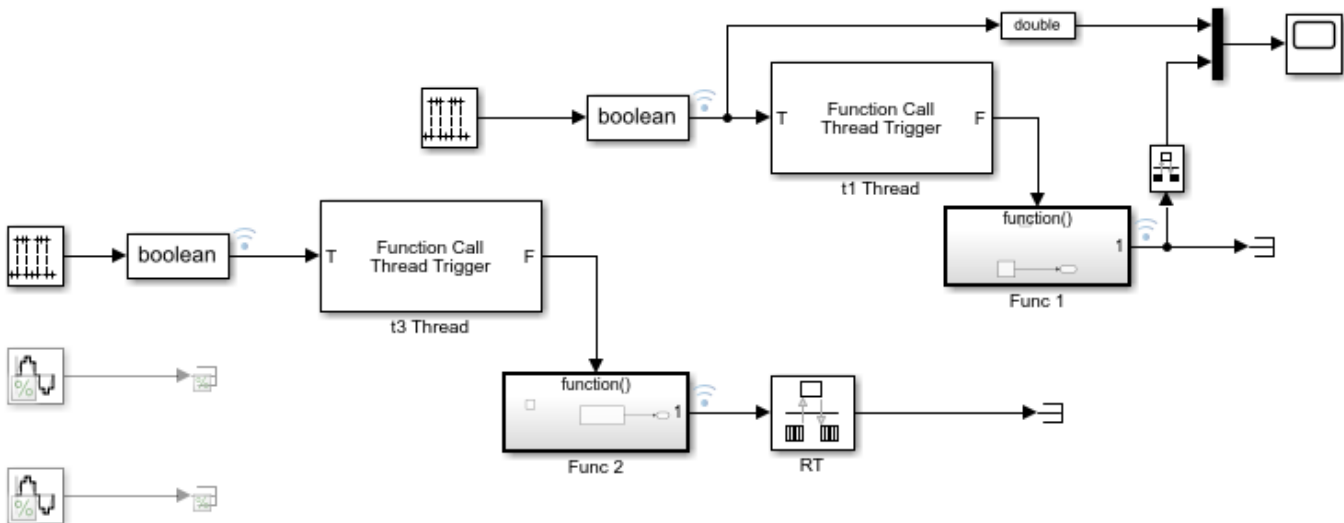 double
boolean
T
Function Call
Thread Trigger
F
t1 Thread
function()
1
Func 1
boolean
T
Function Call
Thread Trigger
F
t3 Thread
function()
1
Func 2
RT
%
%
%
%